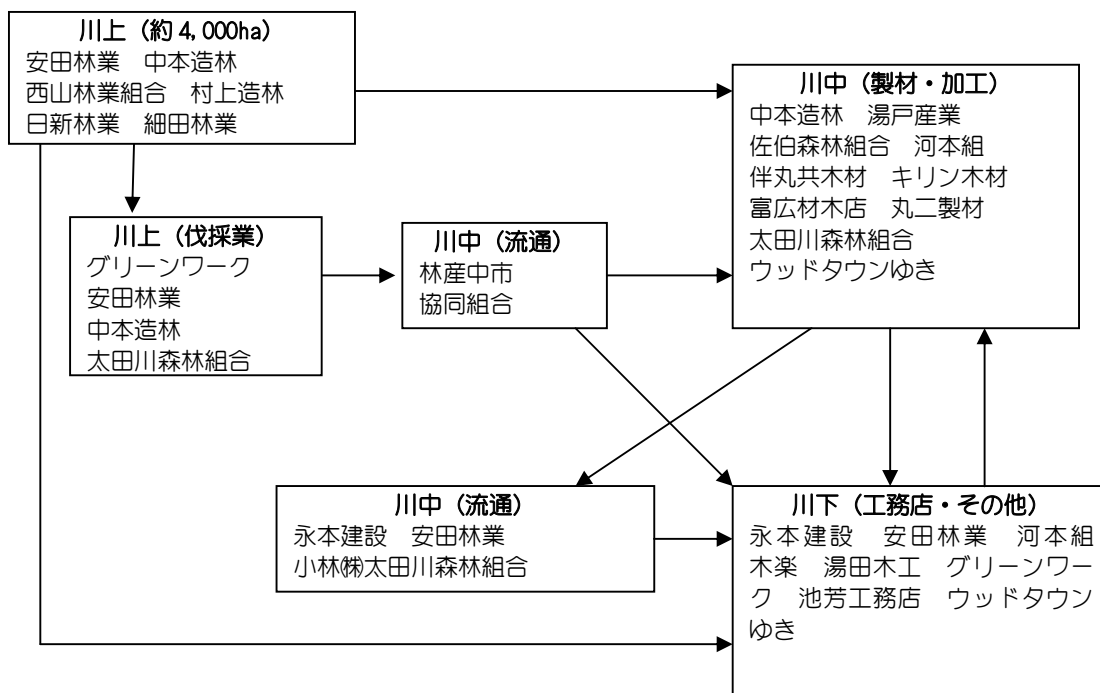 川上（約4,000ha）
安田林業　中本造林
西山林業組合　村上造林
日新林業　細田林業
川中（製材・加工）
中本造林　湯戸産業
佐伯森林組合　河本組
伴丸共木材　キリン木材
富広材木店　丸二製材
太田川森林組合
ウッドタウンゆき
川上（伐採業）
グリーンワーク
安田林業
中本造林
太田川森林組合
川中（流通）
林産中市
協同組合
川中（流通）
永本建設　安田林業
小林㈱太田川森林組合
川下（工務店・その他）
永本建設　安田林業　河本組
木楽　湯田木工　グリーンワー
ク　池芳工務店　ウッドタウン
ゆき